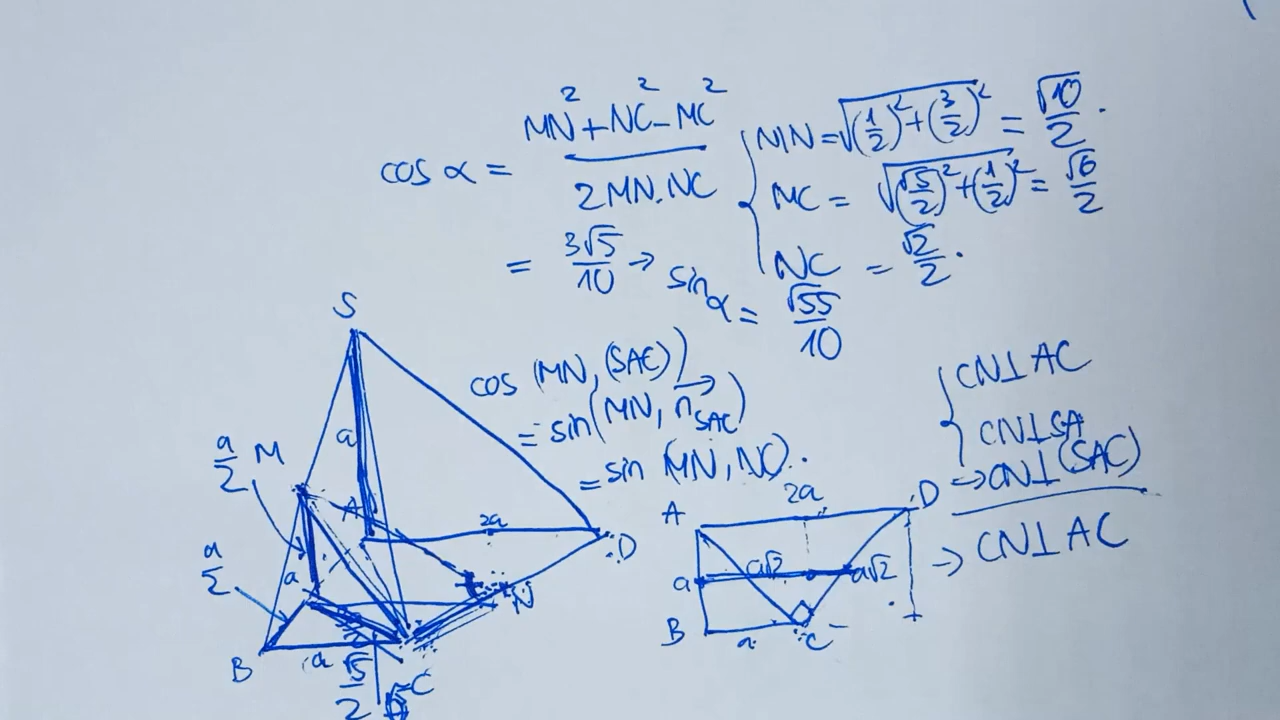 MN² + NC² - MC²
cos α = ―――――――
2MN.NC
MN = √((1/2)² + (3/2)²) = √10/2 .
MC = √((√5/2)² + (1/2)²) = √6/2
NC = √2/2 .
= 3√5/10 → sin α = √55/10
cos (MN, (SAC))
= sin(MN, n⃗ SAC)
= sin (MN, NC).
CN⊥AC
CN⊥SA
→ CN⊥(SAC)
→ CN⊥AC
S
a
a/2 M
A
2a
D
a/2
a
N
B
a
√5/2
C
A
2a
D
a
a√2
a√2
B
a
C